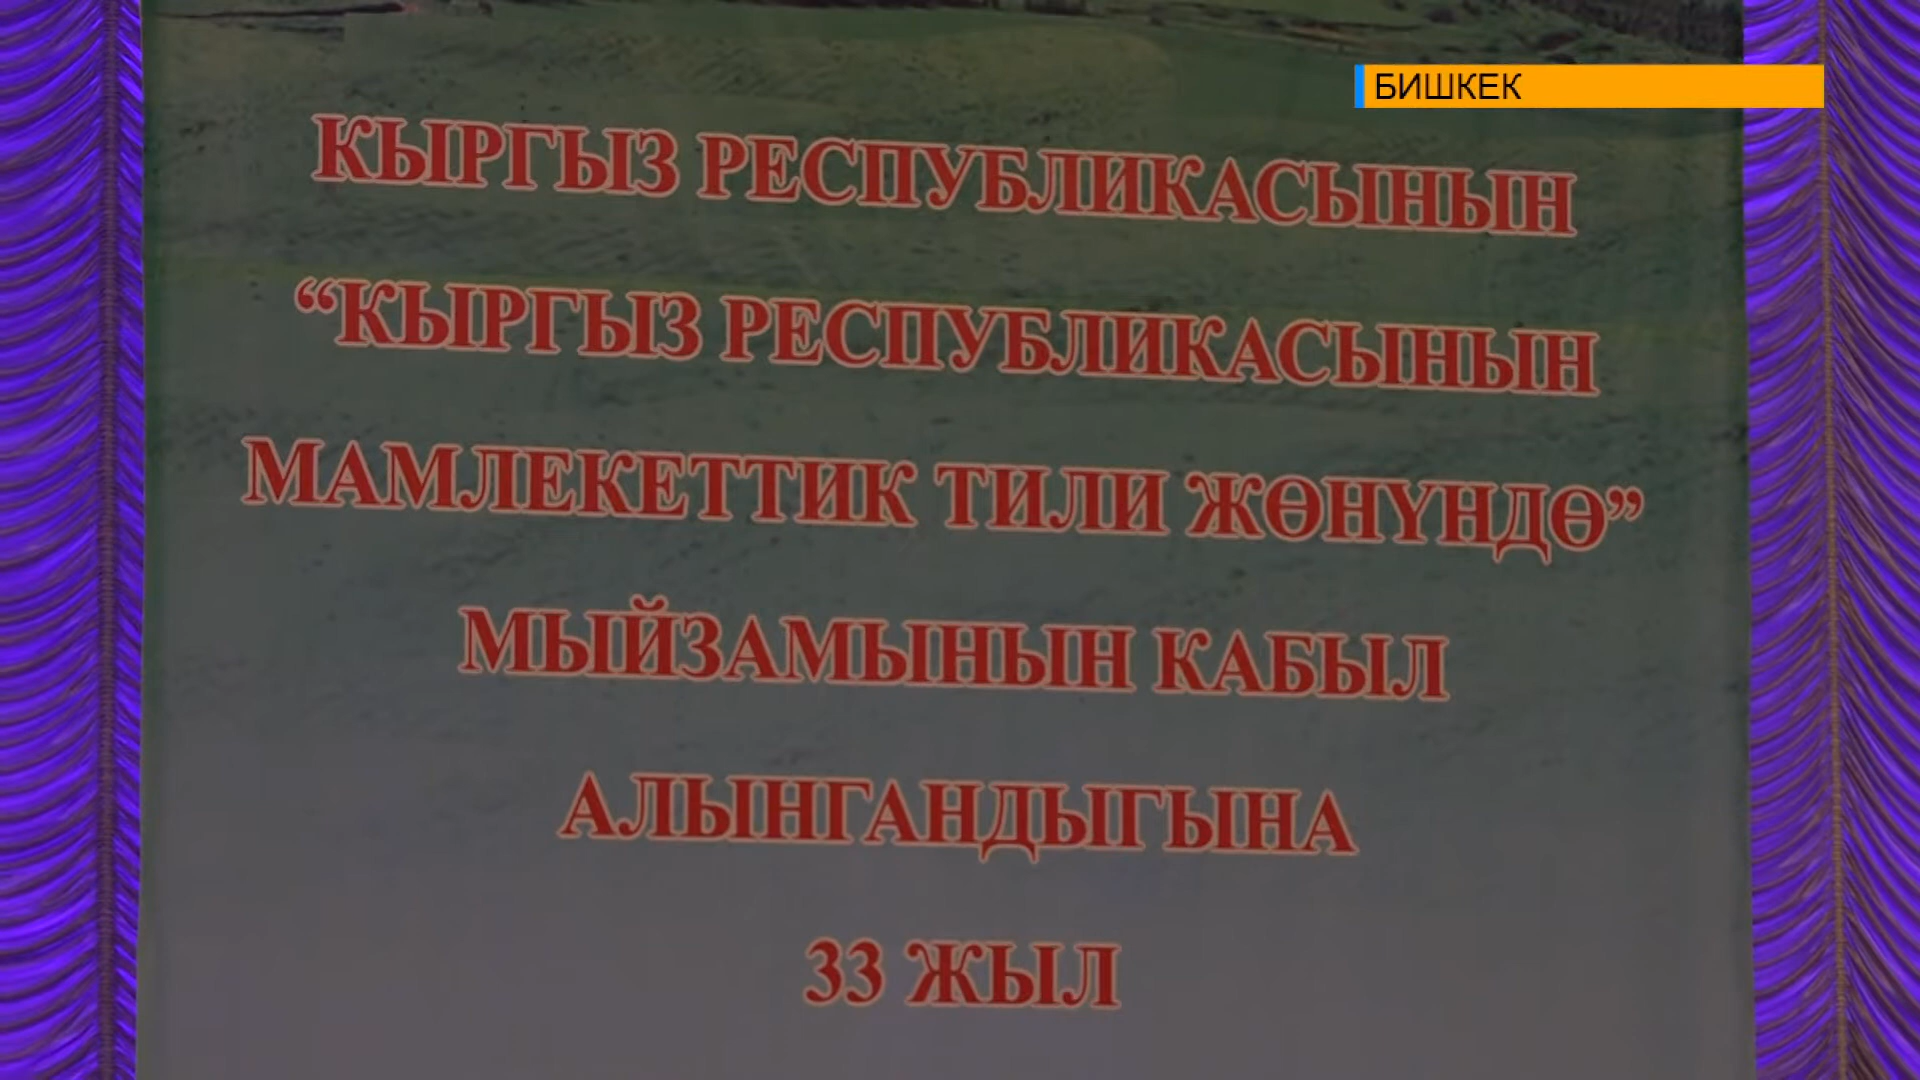 БИШКЕК
КЫРГЫЗ РЕСПУБЛИКАСЫНЫН
“КЫРГЫЗ РЕСПУБЛИКАСЫНЫН
МАМЛЕКЕТТИК ТИЛИ ЖӨНҮНДӨ”
МЫЙЗАМЫНЫН КАБЫЛ
АЛЫНГАНДЫГЫНА
33 ЖЫЛ